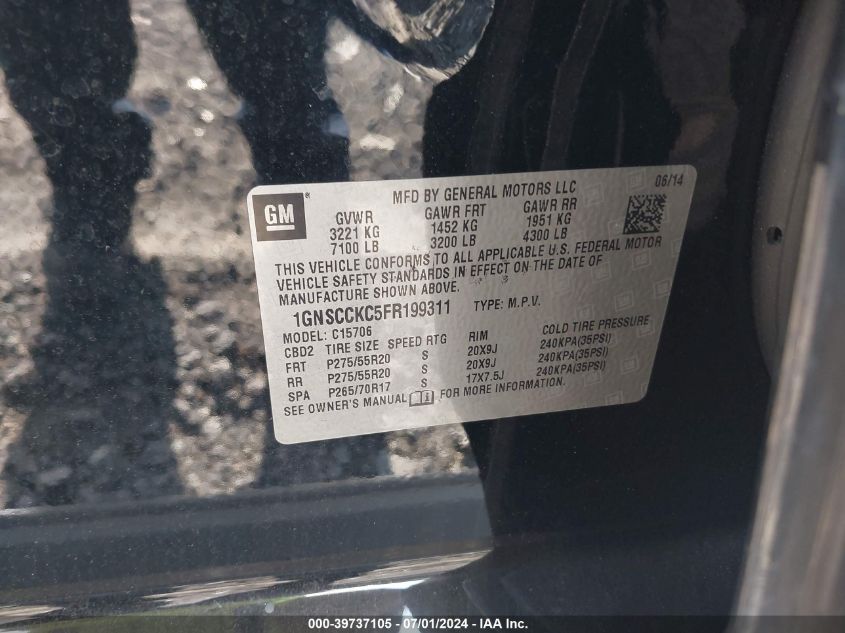 GM®
MFD BY GENERAL MOTORS LLC 06/14
GVWR GAWR FRT GAWR RR
3221 KG 1452 KG 1951 KG
7100 LB 3200 LB 4300 LB
THIS VEHICLE CONFORMS TO ALL APPLICABLE U.S. FEDERAL MOTOR
VEHICLE SAFETY STANDARDS IN EFFECT ON THE DATE OF
MANUFACTURE SHOWN ABOVE.
1GNSCCKC5FR199311 TYPE: M.P.V.
MODEL: C15706
CBD2 TIRE SIZE SPEED RTG RIM COLD TIRE PRESSURE
FRT P275/55R20 S 20X9J 240KPA(35PSI)
RR P275/55R20 S 20X9J 240KPA(35PSI)
SPA P265/70R17 S 17X7.5J 240KPA(35PSI)
SEE OWNER'S MANUAL FOR MORE INFORMATION.
000-39737105 - 07/01/2024 - IAA Inc.